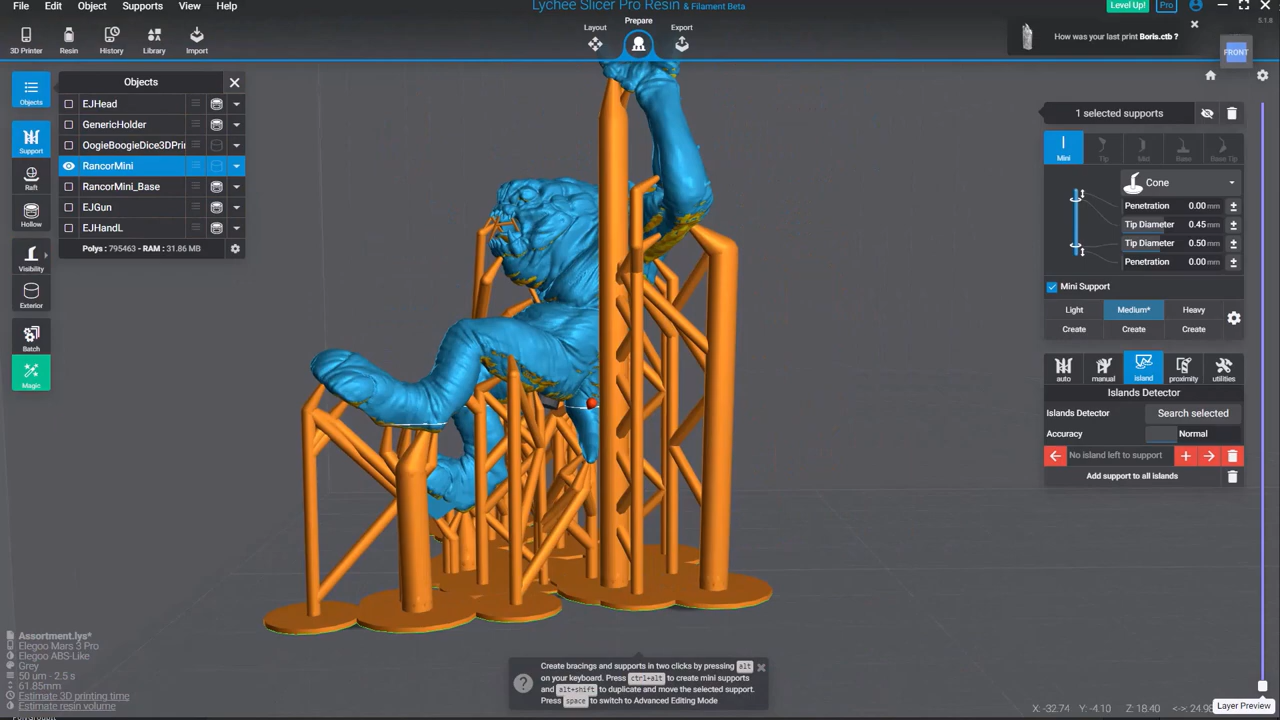 File Edit Object Supports View Help
Lychee Slicer Pro Resin & Filament Beta
Level Up! Pro
5.1.8
3D Printer Resin History Library Import
Layout Prepare Export
How was your last print Boris.ctb ?
FRONT
Objects
Support
Raft
Hollow
Visibility
Exterior
Batch
Magic
Objects
EJHead
GenericHolder
OogieBoogieDice3DPri
RancorMini
RancorMini_Base
EJGun
EJHandL
Polys : 795463 - RAM : 31.86 MB
1 selected supports
Mini Tip Mid Base Base Tip
Cone
Penetration 0.00 mm
Tip Diameter 0.45 mm
Tip Diameter 0.50 mm
Penetration 0.00 mm
Mini Support
Light Medium* Heavy
Create Create Create
auto manual island proximity utilities
Islands Detector
Islands Detector Search selected
Accuracy Normal
No island left to support
Add support to all islands
Create bracings and supports in two clicks by pressing alt
on your keyboard. Press ctrl+alt to create mini supports
and alt+shift to duplicate and move the selected support.
Press space to switch to Advanced Editing Mode
Assortment.lys*
Elegoo Mars 3 Pro
Elegoo ABS-Like
Grey
50 um - 2.5 s
61.85mm
Estimate 3D printing time
Estimate resin volume
X: -32.74 Y: -4.10 Z: 18.40 <-> 24.98
Layer Preview